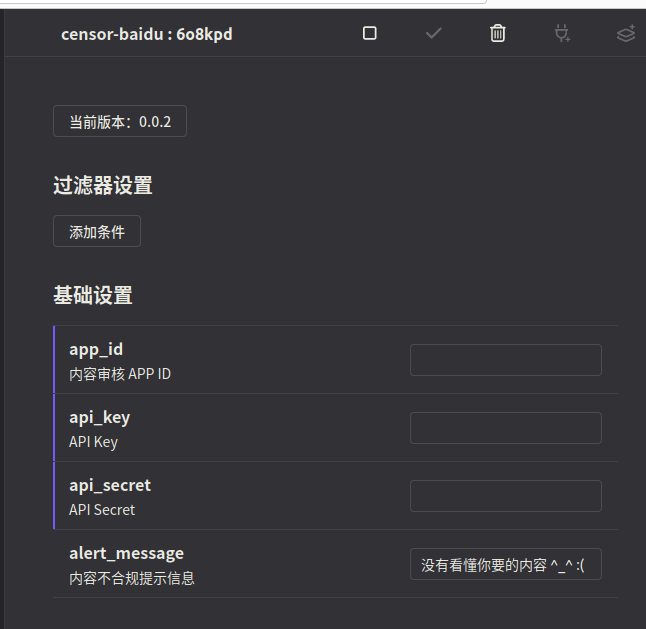 censor-baidu : 6o8kpd
当前版本：0.0.2
过滤器设置
添加条件
基础设置
app_id
内容审核 APP ID
api_key
API Key
api_secret
API Secret
alert_message
内容不合规提示信息
没有看懂你要的内容 ^_^ :(